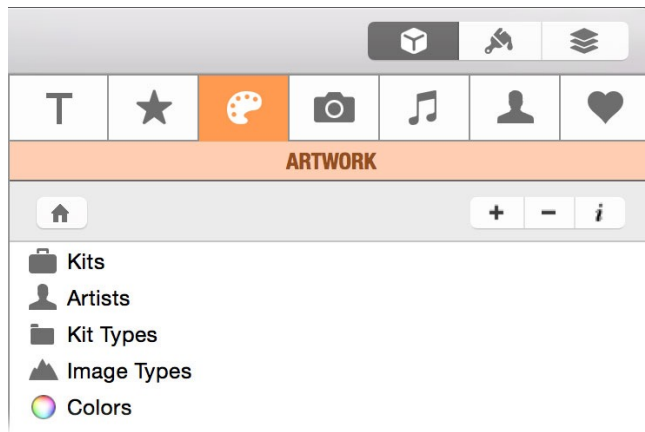 T
ARTWORK
+ - i
Kits
Artists
Kit Types
Image Types
Colors